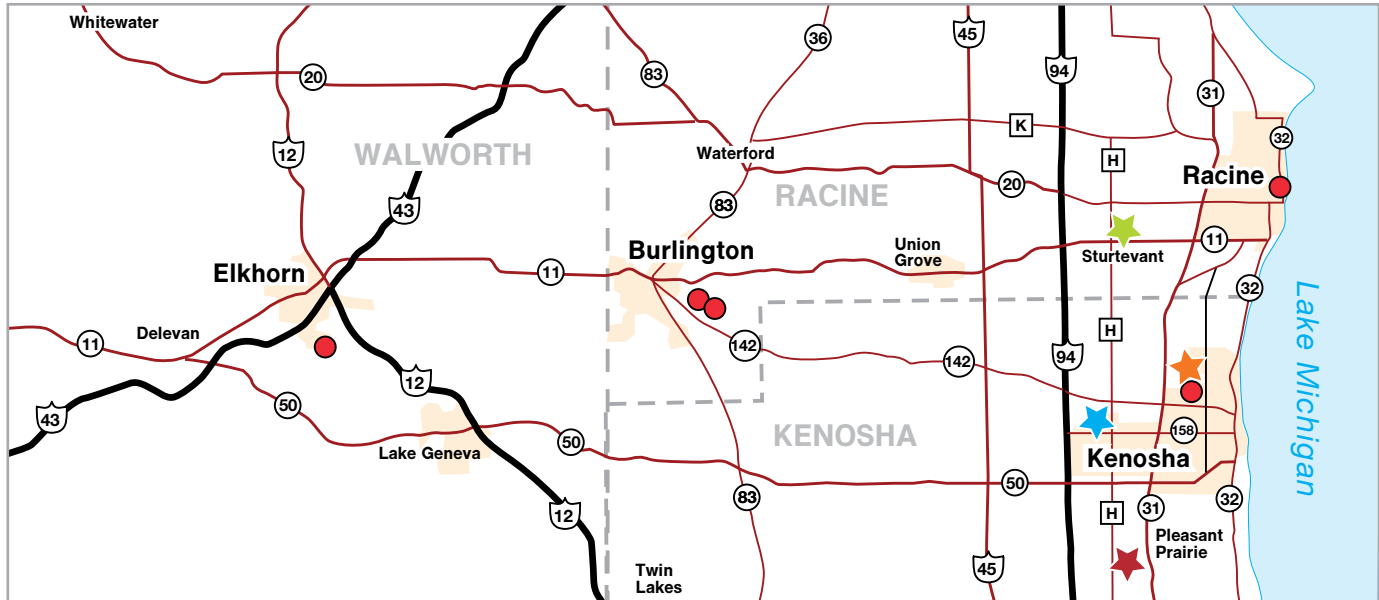 Whitewater
45
36
94
83
20
31
K
32
12
WALWORTH
Waterford
H
Racine
20
RACINE
43
83
Union
Grove
11
Burlington
Sturtevant
Elkhorn
11
32
Lake Michigan
Delevan
11
H
142
94
142
12
50
43
158
KENOSHA
50
Lake Geneva
Kenosha
50
83
32
31
12
H
Pleasant
Prairie
45
Twin
Lakes